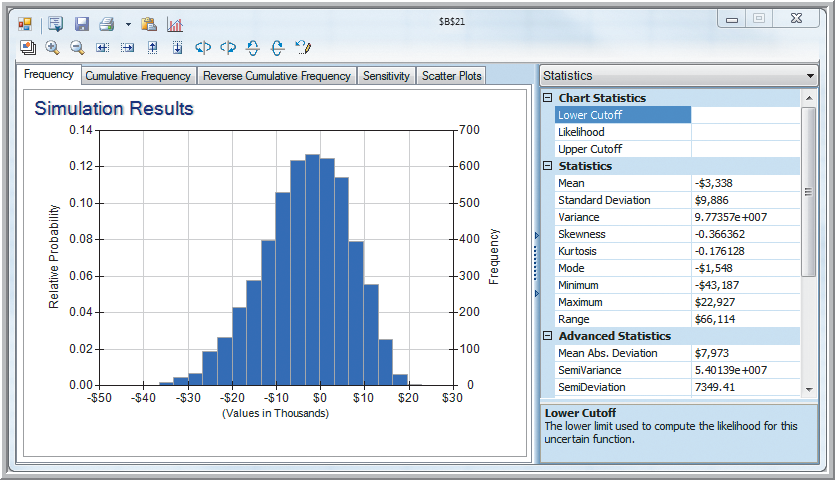 $B$21
Frequency Cumulative Frequency Reverse Cumulative Frequency Sensitivity Scatter Plots
Simulation Results
0.14
0.12
0.10
0.08
0.06
0.04
0.02
0.00
Relative Probability
700
600
500
400
300
200
100
0
Frequency
-$50 -$40 -$30 -$20 -$10 $0 $10 $20 $30
(Values in Thousands)
Statistics
Chart Statistics
Lower Cutoff
Likelihood
Upper Cutoff
Statistics
Mean -$3,338
Standard Deviation $9,886
Variance 9.77357e+007
Skewness -0.366362
Kurtosis -0.176128
Mode -$1,548
Minimum -$43,187
Maximum $22,927
Range $66,114
Advanced Statistics
Mean Abs. Deviation $7,973
SemiVariance 5.40139e+007
SemiDeviation 7349.41
Lower Cutoff
The lower limit used to compute the likelihood for this
uncertain function.